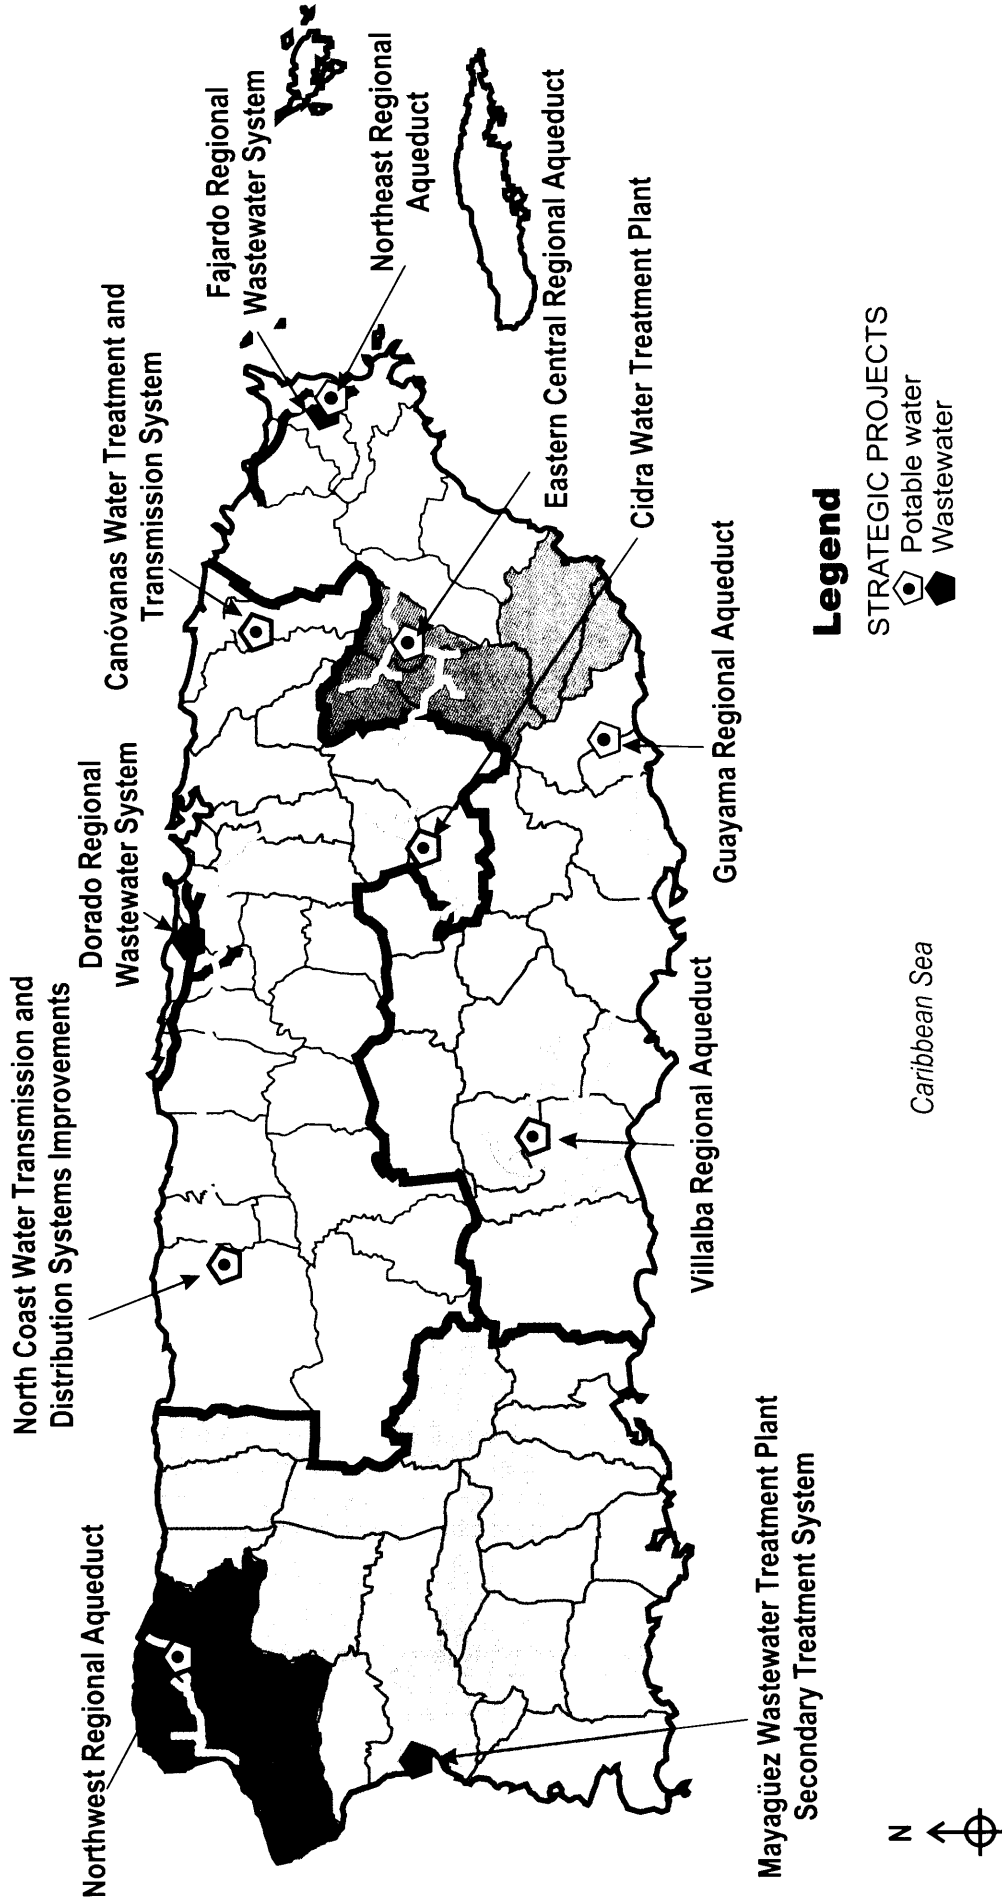 North Coast Water Transmission and
Distribution Systems Improvements
Dorado Regional
Wastewater System
Canóvanas Water Treatment and
Transmission System
Fajardo Regional
Wastewater System
Northeast Regional
Aqueduct
Northwest Regional Aqueduct
Eastern Central Regional Aqueduct
Cidra Water Treatment Plant
Guayama Regional Aqueduct
Villalba Regional Aqueduct
Mayagüez Wastewater Treatment Plant
Secondary Treatment System
Caribbean Sea
N
Legend
STRATEGIC PROJECTS
Potable water
Wastewater